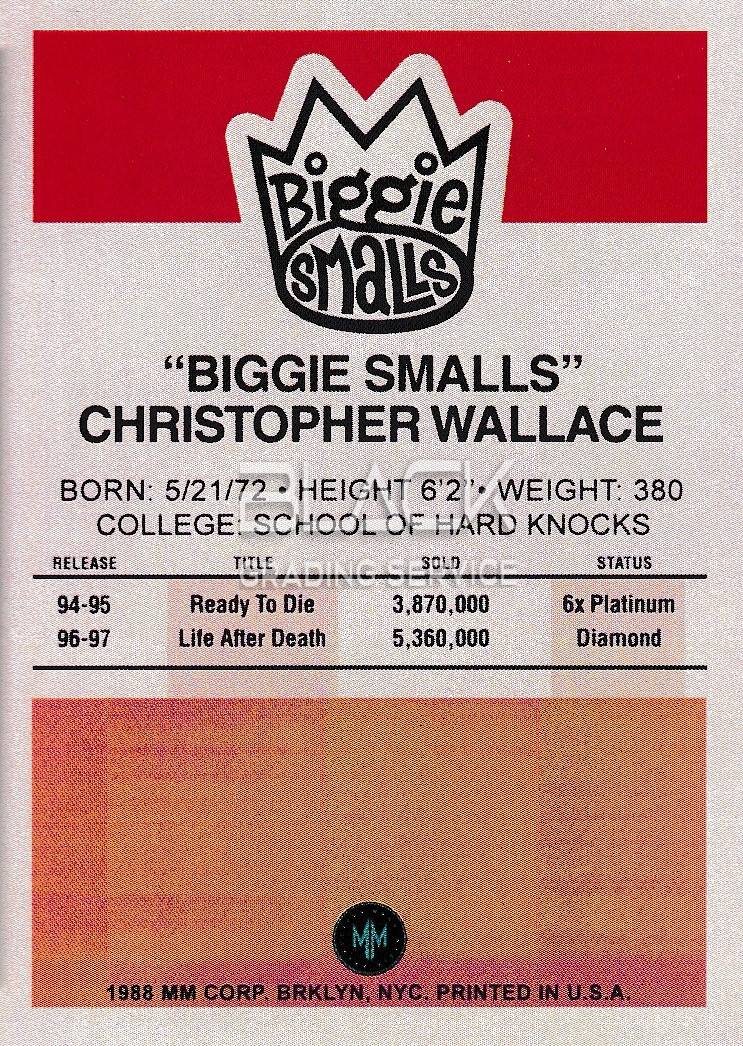 Biggie
Smalls
“BIGGIE SMALLS”
CHRISTOPHER WALLACE
BORN: 5/21/72 • HEIGHT 6’2” • WEIGHT: 380
COLLEGE: SCHOOL OF HARD KNOCKS
BLACK
GRADING SERVICE
RELEASE TITLE SOLD STATUS
94-95 Ready To Die 3,870,000 6x Platinum
96-97 Life After Death 5,360,000 Diamond
MM
1988 MM CORP. BRKLYN, NYC. PRINTED IN U.S.A.